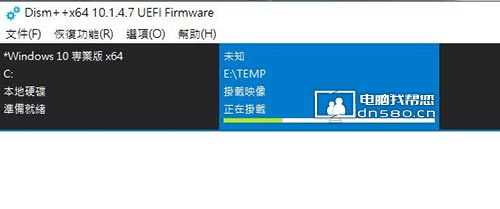 Dism++x64 10.1.4.7 UEFI Firmware
文件(F) 恢復功能(R) 選項(O) 幫助(H)
*Windows 10 專業版 x64
C:
本地硬碟
準備就緒
未知
E:\TEMP
掛載映像
正在掛載
电脑我帮您
dn580.cn